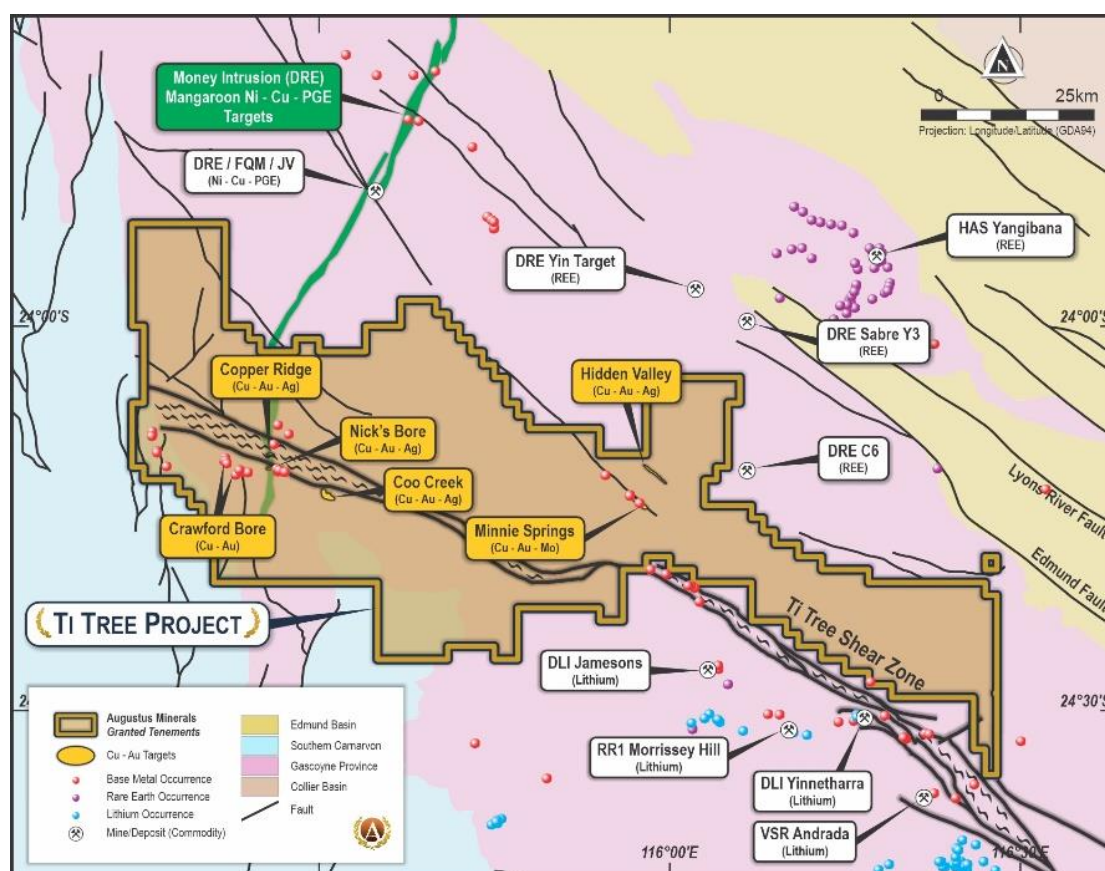 Money Intrusion (DRE)
Mangaroon Ni - Cu - PGE
Targets
N
0 25km
Projection: Longitude/Latitude (GDA94)
DRE / FQM / JV
(Ni - Cu - PGE)
HAS Yangibana
(REE)
DRE Yin Target
(REE)
24°00'S
24°00'S
DRE Sabre Y3
(REE)
Copper Ridge
(Cu - Au - Ag)
Hidden Valley
(Cu - Au - Ag)
Nick's Bore
(Cu - Au - Ag)
DRE C6
(REE)
Coo Creek
(Cu - Au - Ag)
Lyons River Fault
Crawford Bore
(Cu - Au)
Minnie Springs
(Cu - Au - Mo)
Edmund Fault
TI TREE PROJECT
Ti Tree Shear Zone
DLI Jamesons
(Lithium)
24°30'S
RR1 Morrissey Hill
(Lithium)
DLI Yinnetharra
(Lithium)
VSR Andrada
(Lithium)
116°00'E
116°30'E
Augustus Minerals
Granted Tenements
Cu - Au Targets
Base Metal Occurrence
Rare Earth Occurrence
Lithium Occurrence
Mine/Deposit (Commodity)
Edmund Basin
Southern Carnarvon
Gascoyne Province
Collier Basin
Fault